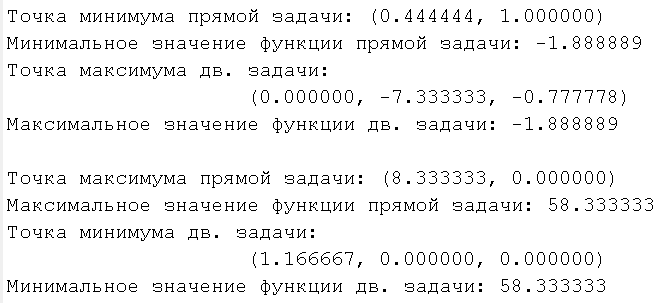 Точка минимума прямой задачи: (0.444444, 1.000000)
Минимальное значение функции прямой задачи: -1.888889
Точка максимума дв. задачи:
(0.000000, -7.333333, -0.777778)
Максимальное значение функции дв. задачи: -1.888889
Точка максимума прямой задачи: (8.333333, 0.000000)
Максимальное значение функции прямой задачи: 58.333333
Точка минимума дв. задачи:
(1.166667, 0.000000, 0.000000)
Минимальное значение функции дв. задачи: 58.333333